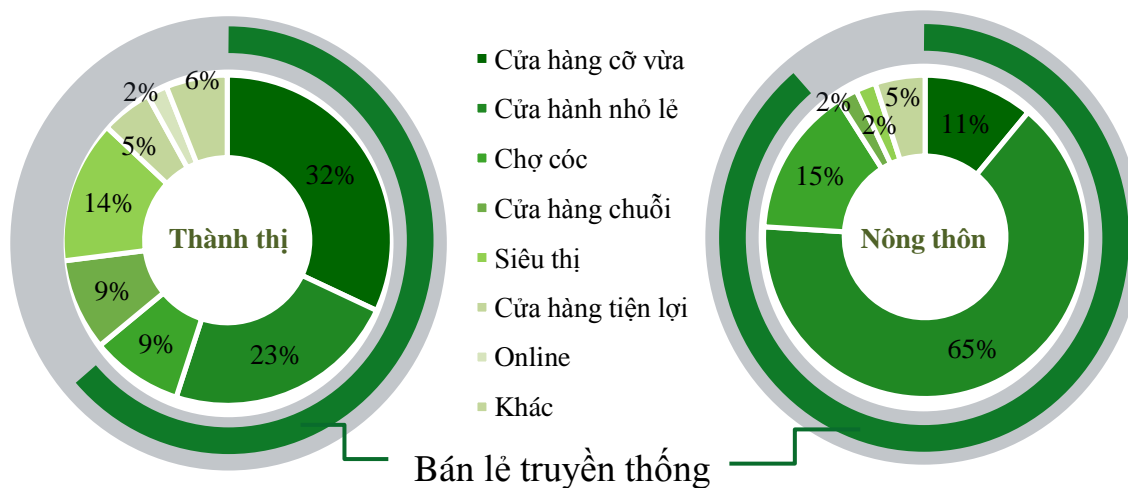 2%
6%
5%
32%
14%
Thành thị
9%
9%
23%
Cửa hàng cỡ vừa
Cửa hành nhỏ lẻ
Chợ cóc
Cửa hàng chuỗi
Siêu thị
Cửa hàng tiện lợi
Online
Khác
2%
2%
5%
11%
15%
Nông thôn
65%
Bán lẻ truyền thống